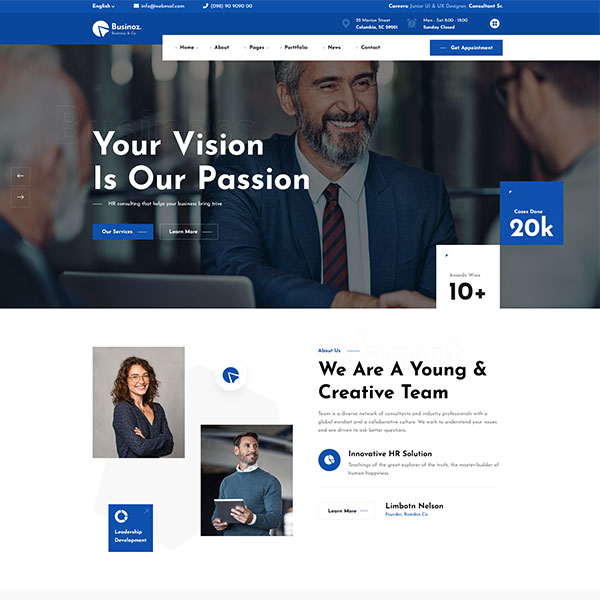 English
info@webmail.com
(098) 90 9090 00
Careers: Junior UI & UX Designer, Consultant Sr.
Businoz.
Business & Co
25 Marice Street
Columbia, SC 29001
Mon - Sat 8.00 - 18.00
Sunday Closed
Home
About
Pages
Porttfolio
News
Contact
Get Appointment
Business
Your Vision
Is Our Passion
HR consulting that helps your business bring trive
Our Services
Learn More
Cases Done
20k
Awards Wins
10+
About
About Us
We Are A Young &
Creative Team
Team is a diverse network of consultants and industry professionals with a
global mindset and a collaborative culture. We work to understand your issues
and are driven to ask better questions.
Innovative HR Solution
Teachings of the great explorer of the truth, the master-builder of
human happiness.
Leadership
Development
Learn More
Limbotn Nelson
Founder, Romdon Co.